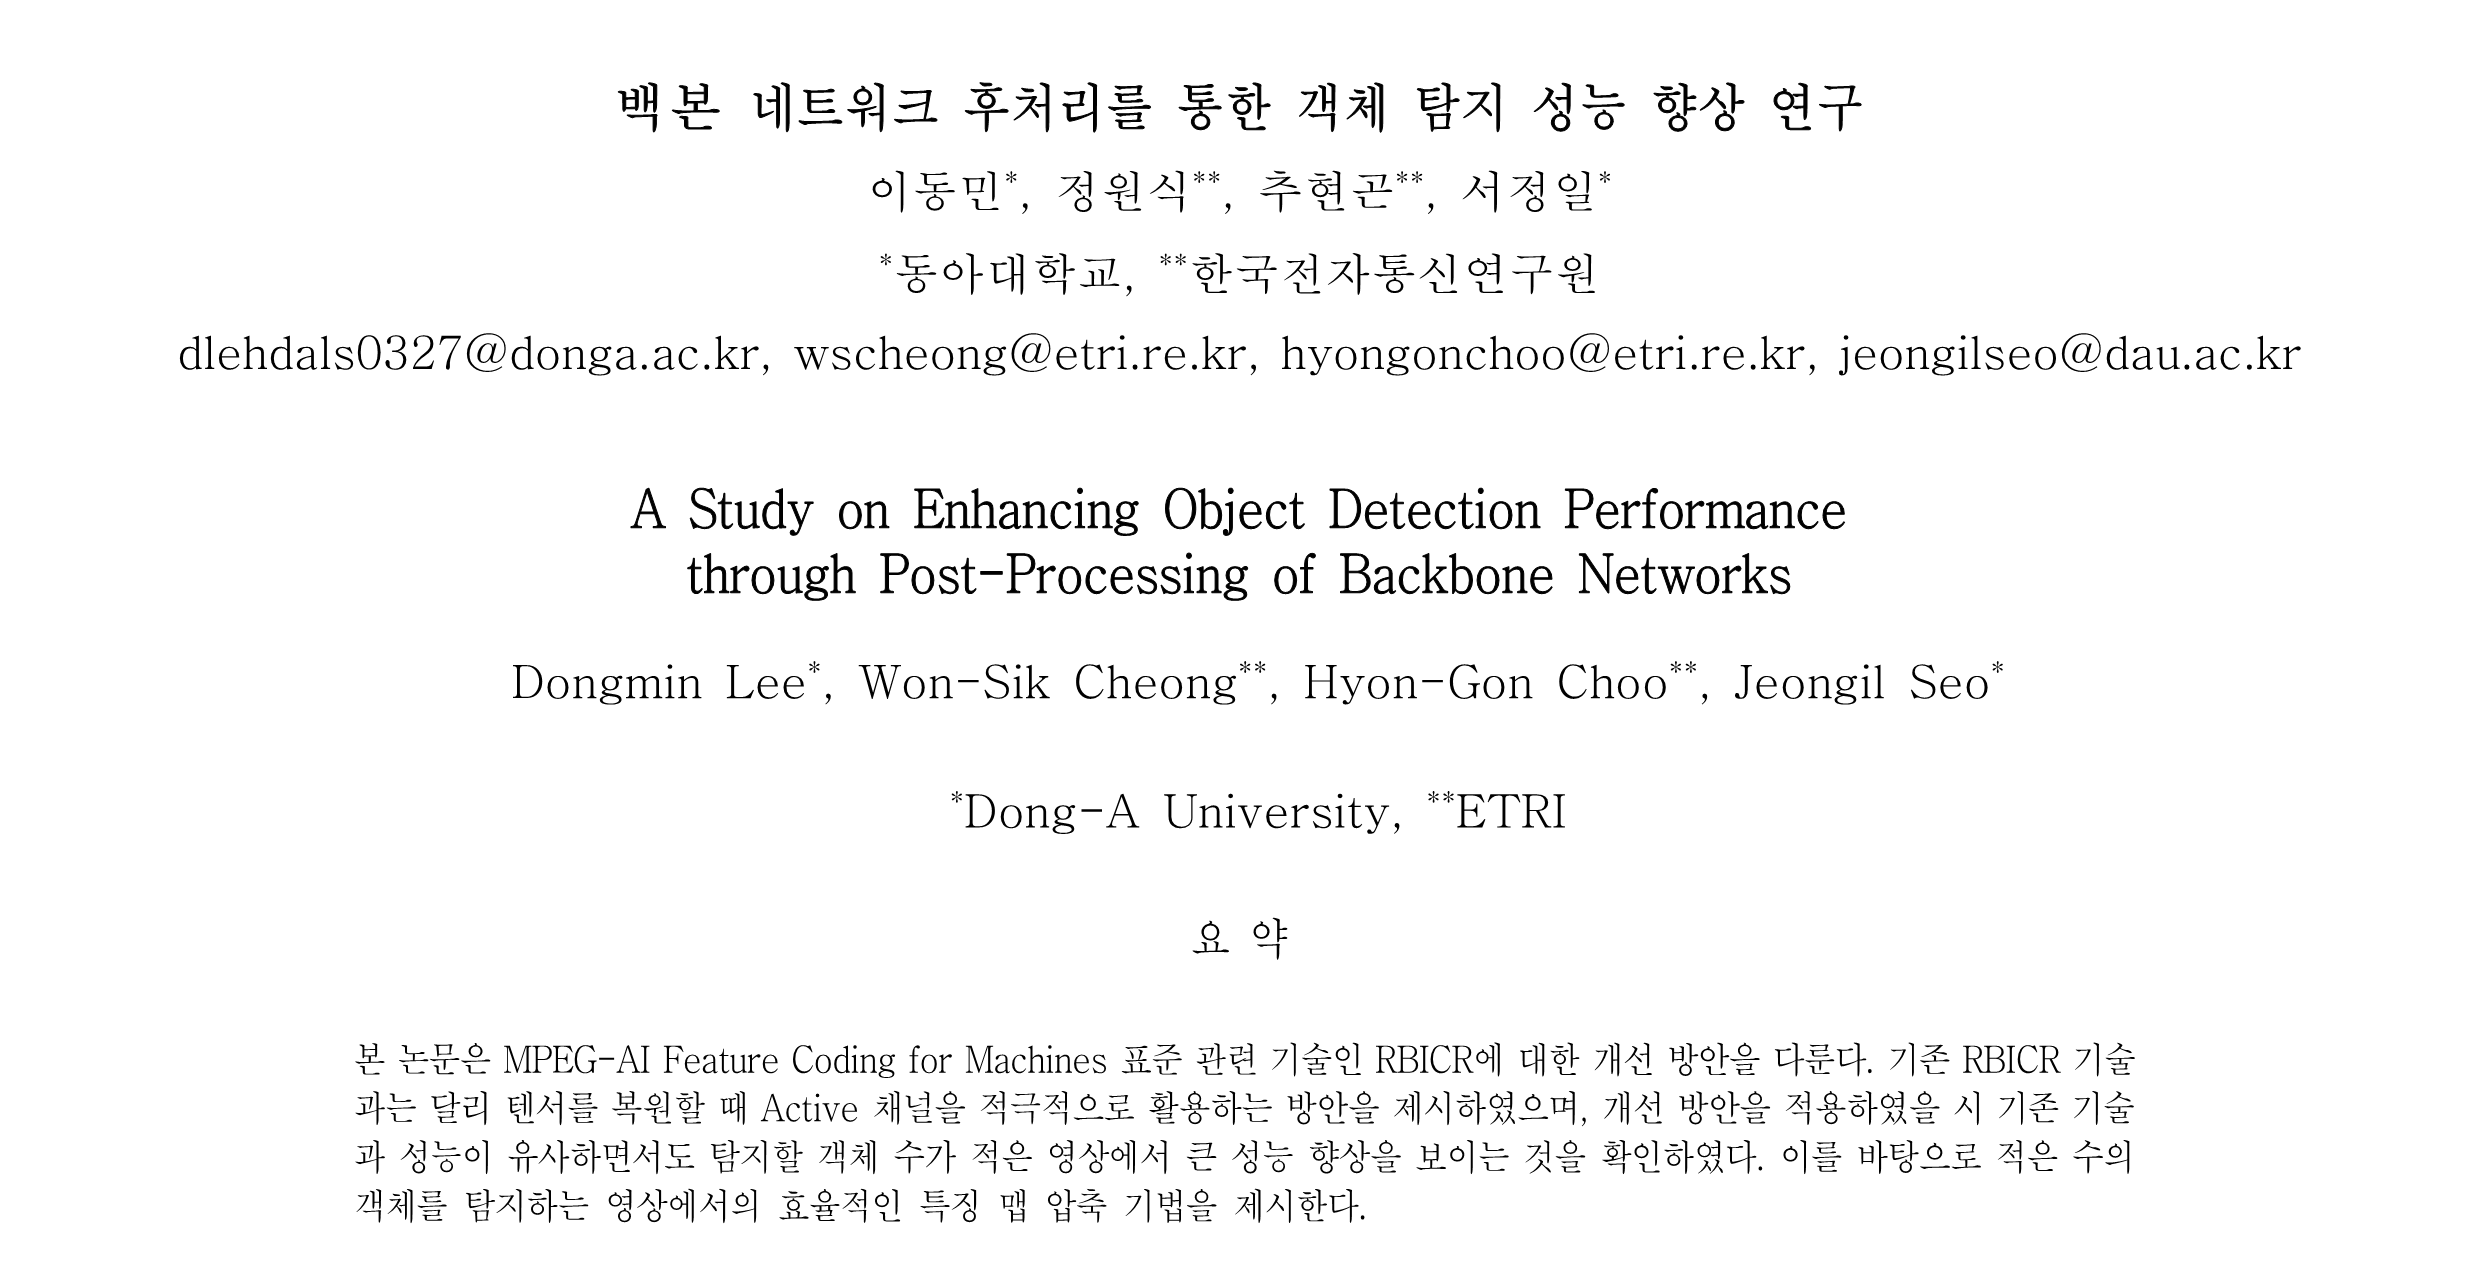 백본 네트워크 후처리를 통한 객체 탐지 성능 향상 연구
이동민*, 정원식**, 추현곤**, 서정일*
*동아대학교, **한국전자통신연구원
dlehdals0327@donga.ac.kr, wscheong@etri.re.kr, hyongonchoo@etri.re.kr, jeongilseo@dau.ac.kr
A Study on Enhancing Object Detection Performance
through Post-Processing of Backbone Networks
Dongmin Lee*, Won-Sik Cheong**, Hyon-Gon Choo**, Jeongil Seo*
*Dong-A University, **ETRI
요 약
본 논문은 MPEG-AI Feature Coding for Machines 표준 관련 기술인 RBICR에 대한 개선 방안을 다룬다. 기존 RBICR 기술
과는 달리 텐서를 복원할 때 Active 채널을 적극적으로 활용하는 방안을 제시하였으며, 개선 방안을 적용하였을 시 기존 기술
과 성능이 유사하면서도 탐지할 객체 수가 적은 영상에서 큰 성능 향상을 보이는 것을 확인하였다. 이를 바탕으로 적은 수의
객체를 탐지하는 영상에서의 효율적인 특징 맵 압축 기법을 제시한다.